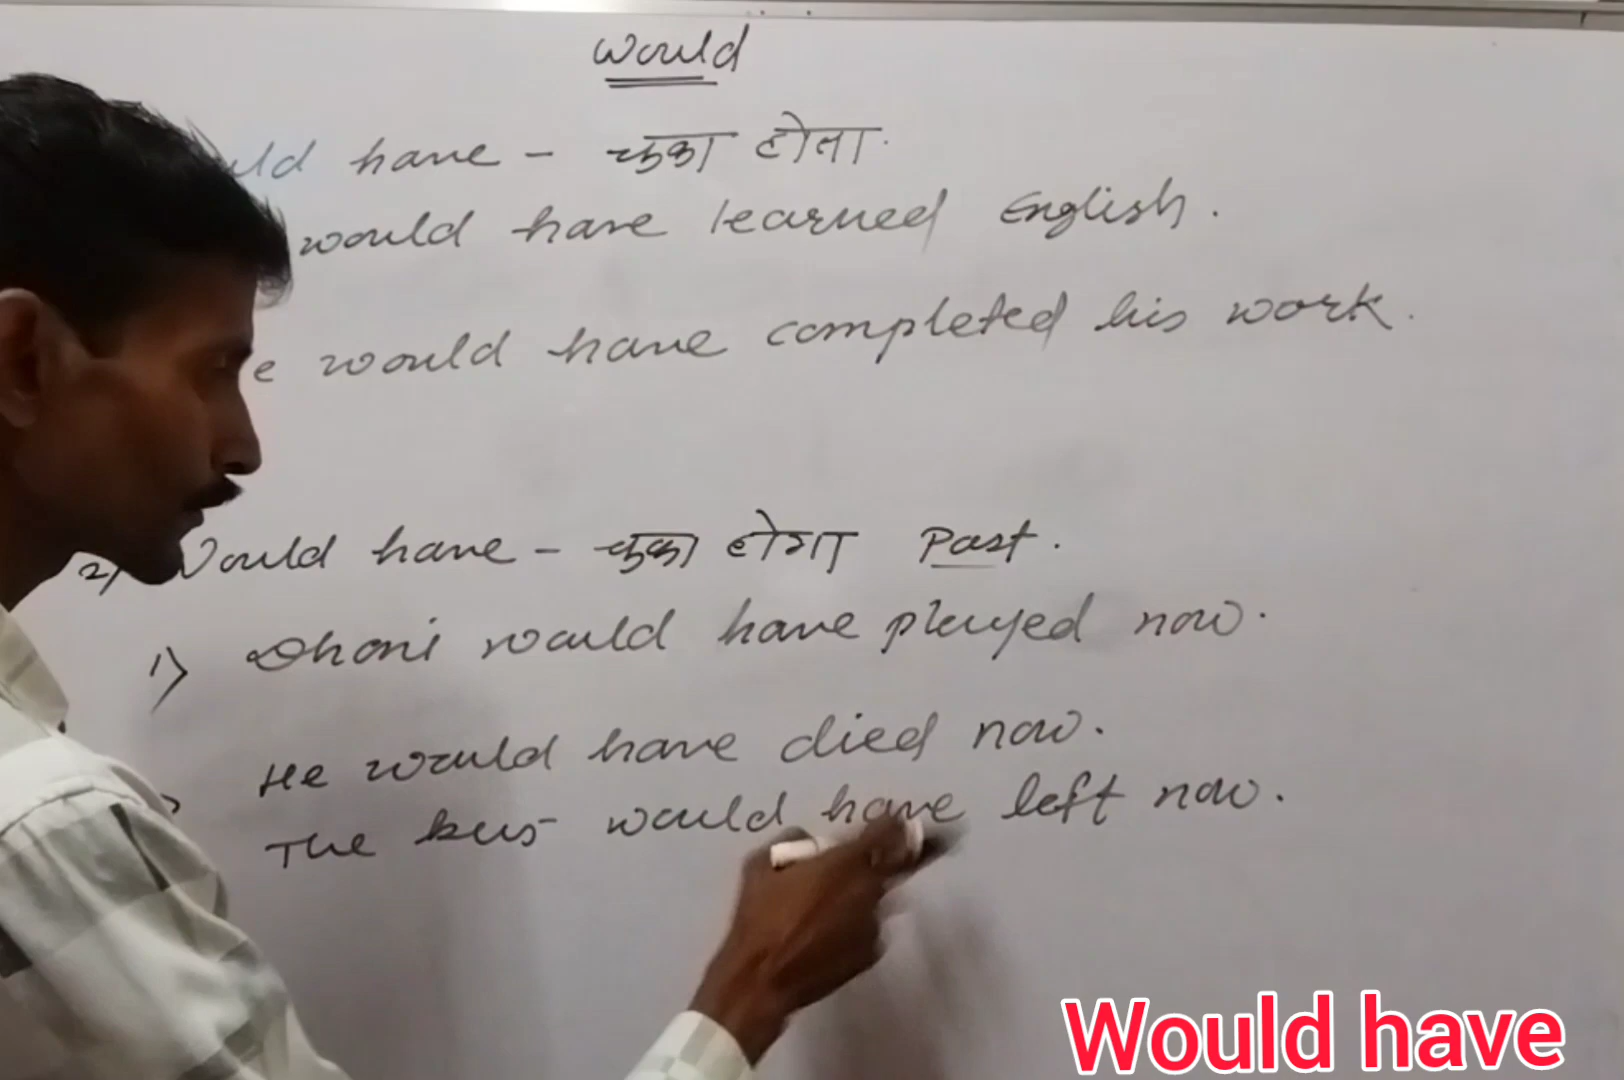 Would
uld have - चुका होता.
would have learned English.
e would have completed his work.
2) Would have - चुका होगा Past.
1) Dhoni would have played now.
He would have died now.
The bus would have left now.
Would have